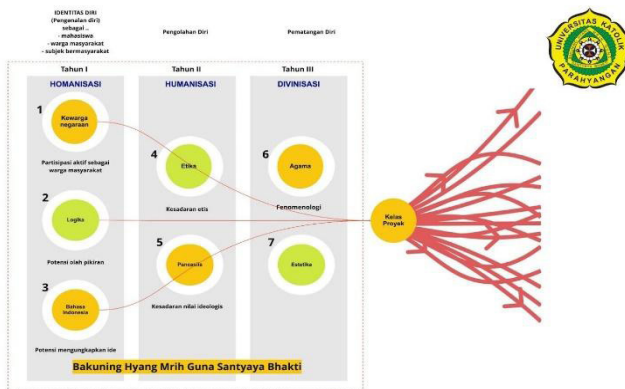 IDENTITAS DIRI
(Pengenalan diri)
sebagai ..
- mahasiswa
- warga masyarakat
- subjek bermasyarakat
Pengolahan Diri
Pematangan Diri
UNIVERSITAS KATOLIK
PARAHYANGAN
Tahun I
HOMANISASI
Tahun II
HUMANISASI
Tahun III
DIVINISASI
1
Kewarga
negaraan
Partisipasi aktif sebagai
warga masyarakat
2
Logika
Potensi olah pikiran
3
Bahasa
Indonesia
Potensi mengungkapkan ide
4
Etika
Kesadaran etis
5
Pancasila
Kesadaran nilai ideologis
6
Agama
Fenomenologi
7
Estetika
Kelas
Proyek
Bakuning Hyang Mrih Guna Santyaya Bhakti